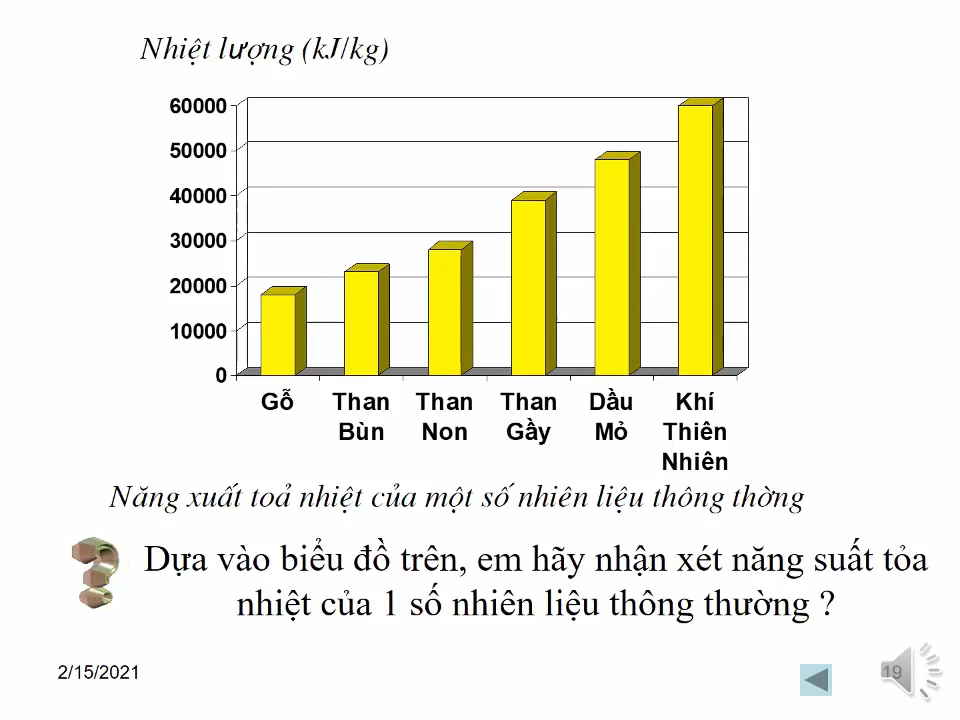 Nhiệt lượng (kJ/kg)
60000
50000
40000
30000
20000
10000
0
Gỗ
Than Bùn
Than Non
Than Gầy
Dầu Mỏ
Khí Thiên Nhiên
Năng xuất toả nhiệt của một số nhiên liệu thông thờng
Dựa vào biểu đồ trên, em hãy nhận xét năng suất tỏa
nhiệt của 1 số nhiên liệu thông thường ?
2/15/2021
19